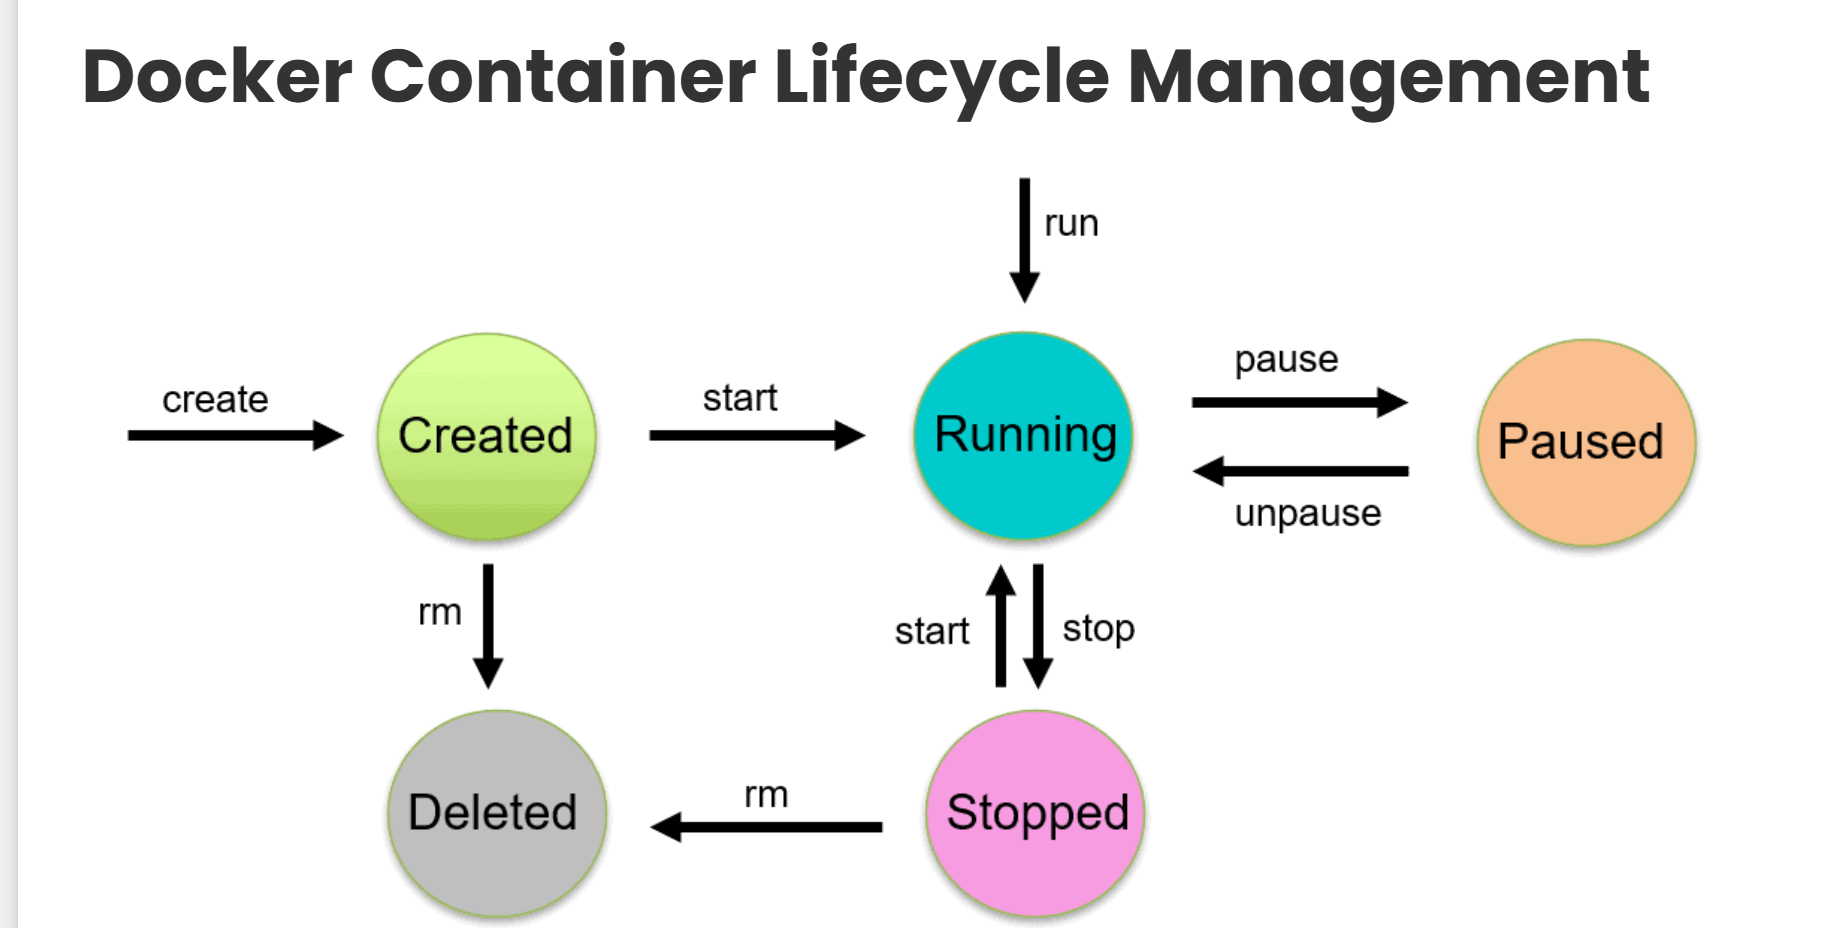 Docker Container Lifecycle Management
run
create
Created
start
Running
pause
unpause
Paused
rm
start
stop
Deleted
rm
Stopped